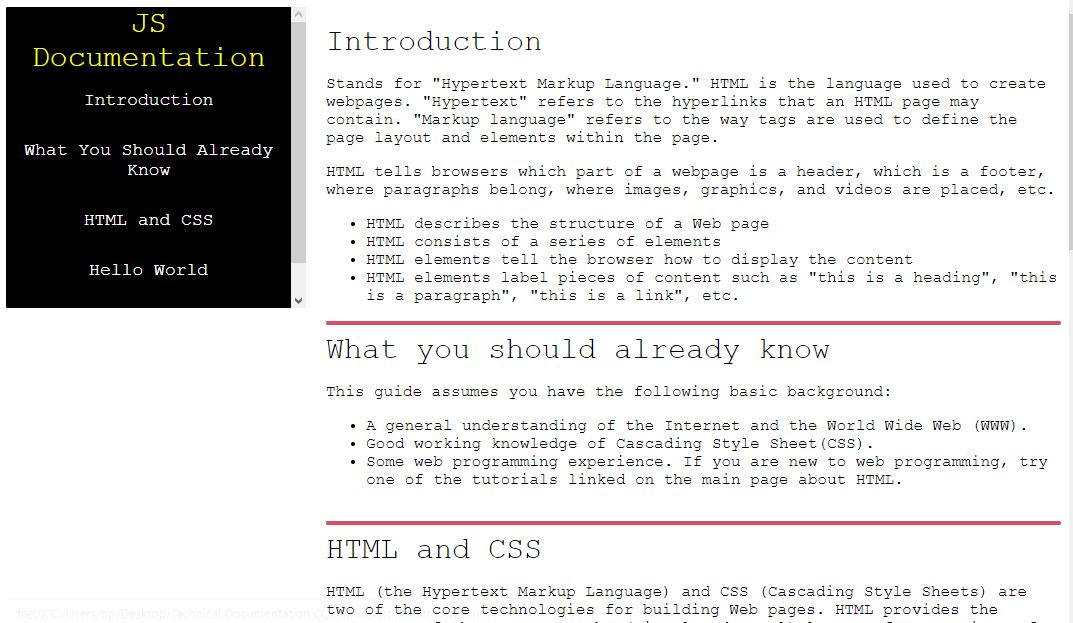 JS
Documentation
Introduction
What You Should Already
Know
HTML and CSS
Hello World
Introduction
Stands for "Hypertext Markup Language." HTML is the language used to create
webpages. "Hypertext" refers to the hyperlinks that an HTML page may
contain. "Markup language" refers to the way tags are used to define the
page layout and elements within the page.
HTML tells browsers which part of a webpage is a header, which is a footer,
where paragraphs belong, where images, graphics, and videos are placed, etc.
• HTML describes the structure of a Web page
• HTML consists of a series of elements
• HTML elements tell the browser how to display the content
• HTML elements label pieces of content such as "this is a heading", "this
is a paragraph", "this is a link", etc.
What you should already know
This guide assumes you have the following basic background:
• A general understanding of the Internet and the World Wide Web (WWW).
• Good working knowledge of Cascading Style Sheet(CSS).
• Some web programming experience. If you are new to web programming, try
one of the tutorials linked on the main page about HTML.
HTML and CSS
HTML (the Hypertext Markup Language) and CSS (Cascading Style Sheets) are
two of the core technologies for building Web pages. HTML provides the
file:///C:/Users/hp/Desktop/Technical Documentation